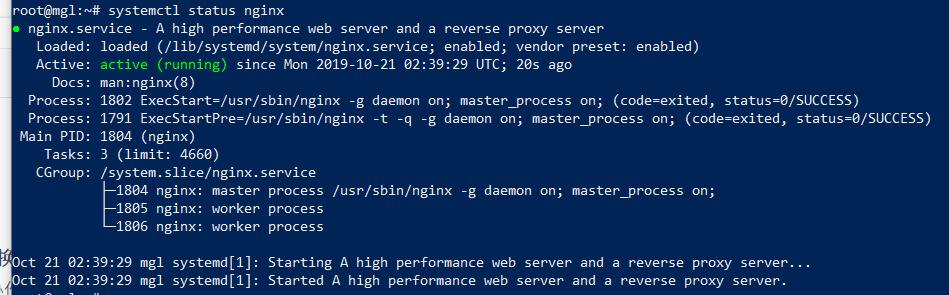 root@mgl:~# systemctl status nginx
● nginx.service - A high performance web server and a reverse proxy server
   Loaded: loaded (/lib/systemd/system/nginx.service; enabled; vendor preset: enabled)
   Active: active (running) since Mon 2019-10-21 02:39:29 UTC; 20s ago
     Docs: man:nginx(8)
  Process: 1802 ExecStart=/usr/sbin/nginx -g daemon on; master_process on; (code=exited, status=0/SUCCESS)
  Process: 1791 ExecStartPre=/usr/sbin/nginx -t -q -g daemon on; master_process on; (code=exited, status=0/SUCCESS)
 Main PID: 1804 (nginx)
    Tasks: 3 (limit: 4660)
   CGroup: /system.slice/nginx.service
           ├─1804 nginx: master process /usr/sbin/nginx -g daemon on; master_process on;
           ├─1805 nginx: worker process
           └─1806 nginx: worker process
换
Oct 21 02:39:29 mgl systemd[1]: Starting A high performance web server and a reverse proxy server...
Oct 21 02:39:29 mgl systemd[1]: Started A high performance web server and a reverse proxy server.